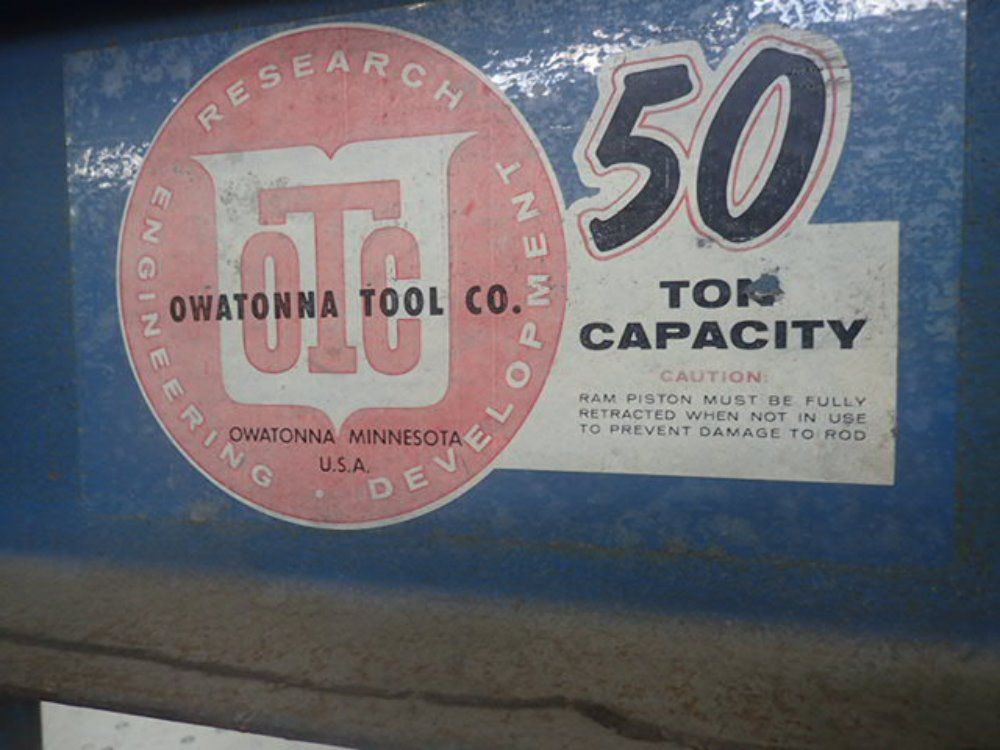 RESEARCH
ENGINEERING · DEVELOPMENT
OTC
OWATONNA TOOL CO.
OWATONNA MINNESOTA
U.S.A.
50
TON
CAPACITY
CAUTION:
RAM PISTON MUST BE FULLY
RETRACTED WHEN NOT IN USE
TO PREVENT DAMAGE TO ROD